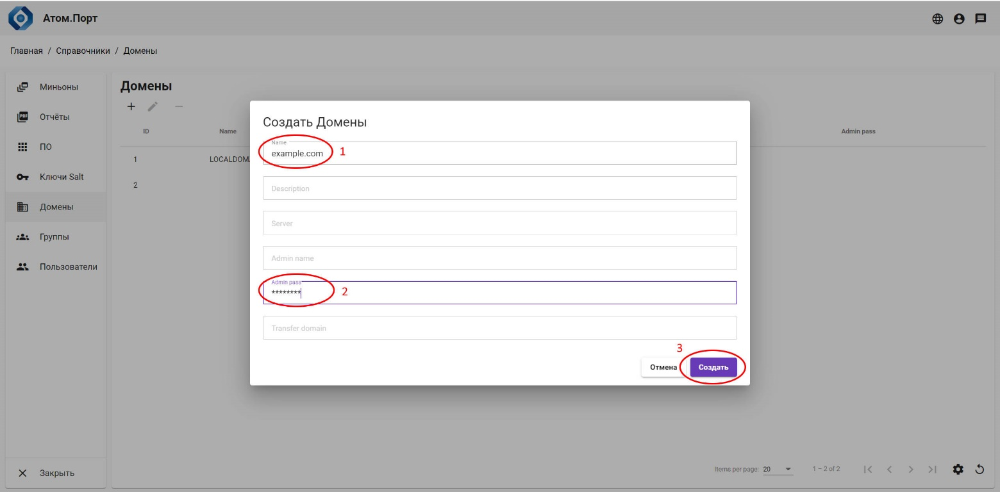 Атом.Порт
Главная / Справочники / Домены
Миньоны
Отчёты
ПО
Ключи Salt
Домены
Группы
Пользователи
Закрыть
Домены
ID Name Admin pass
1 LOCALDOM
2
Создать Домены
Name
example.com 1
Description
Server
Admin name
Admin pass
******** 2
Transfer domain
3
Отмена Создать
Items per page: 20 1 – 2 of 2